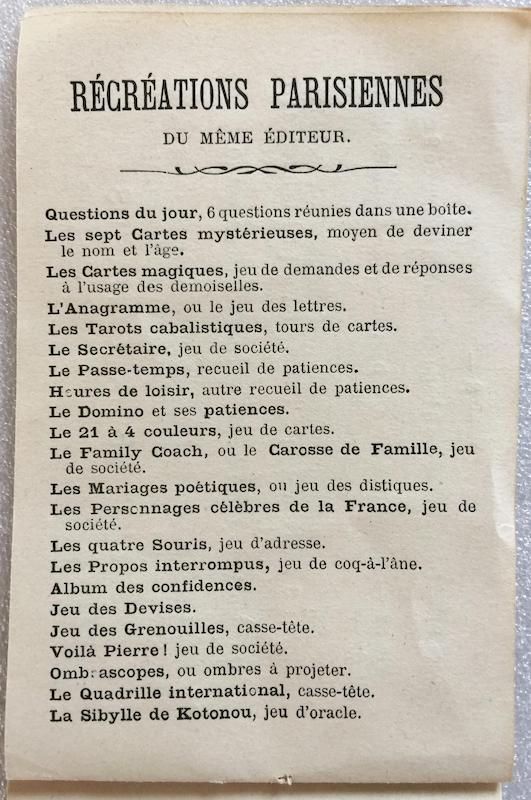 RÉCRÉATIONS PARISIENNES
DU MÊME ÉDITEUR.
Questions du jour, 6 questions réunies dans une boîte.
Les sept Cartes mystérieuses, moyen de deviner
le nom et l'âge.
Les Cartes magiques, jeu de demandes et de réponses
à l'usage des demoiselles.
L'Anagramme, ou le jeu des lettres.
Les Tarots cabalistiques, tours de cartes.
Le Secrétaire, jeu de société.
Le Passe-temps, recueil de patiences.
Heures de loisir, autre recueil de patiences.
Le Domino et ses patiences.
Le 21 à 4 couleurs, jeu de cartes.
Le Family Coach, ou le Carosse de Famille, jeu
de société.
Les Mariages poétiques, ou jeu des distiques.
Les Personnages célèbres de la France, jeu de
société.
Les quatre Souris, jeu d'adresse.
Les Propos interrompus, jeu de coq-à-l'âne.
Album des confidences.
Jeu des Devises.
Jeu des Grenouilles, casse-tête.
Voilà Pierre! jeu de société.
Ombrascopes, ou ombres à projeter.
Le Quadrille international, casse-tête.
La Sibylle de Kotonou, jeu d'oracle.